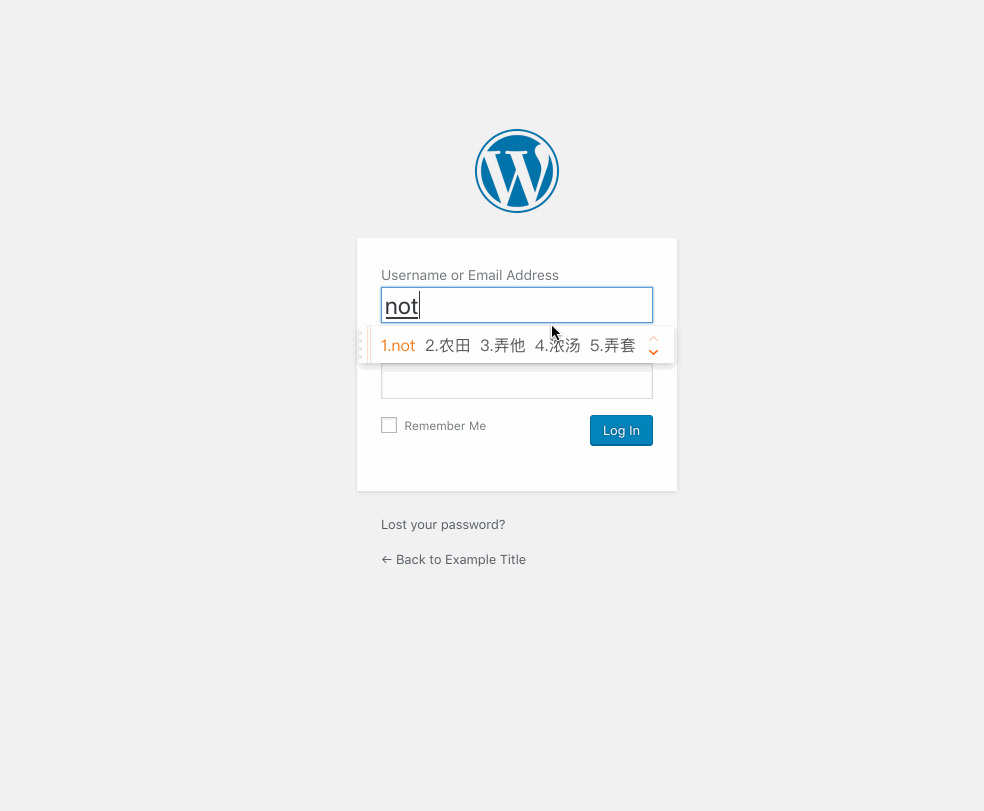 Username or Email Address
not
1.not 2.农田 3.弄他 4.浓汤 5.弄套
Remember Me
Log In
Lost your password?
← Back to Example Title